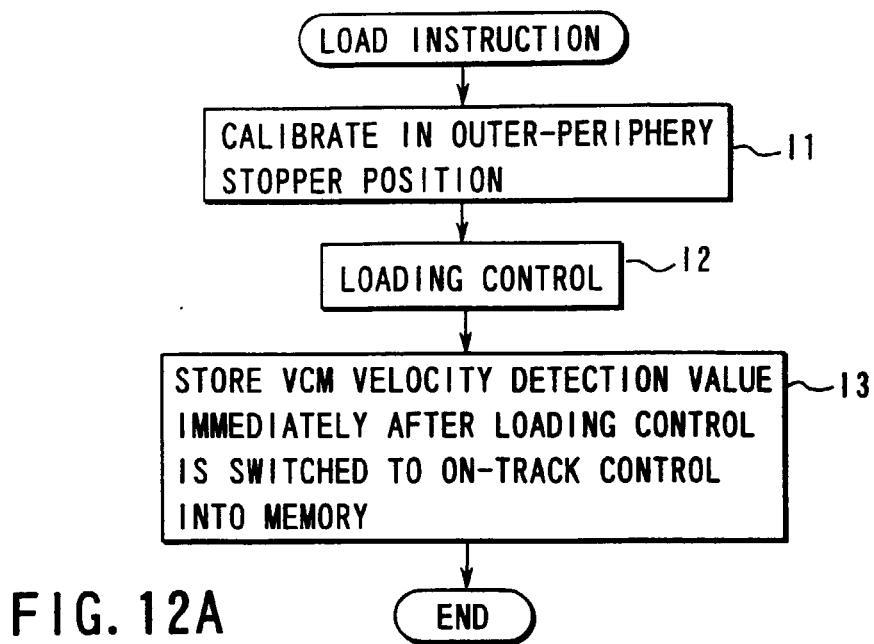 LOAD INSTRUCTION
CALIBRATE IN OUTER-PERIPHERY
STOPPER POSITION
11
LOADING CONTROL
12
STORE VCM VELOCITY DETECTION VALUE
IMMEDIATELY AFTER LOADING CONTROL
IS SWITCHED TO ON-TRACK CONTROL
INTO MEMORY
13
END
FIG. 12A